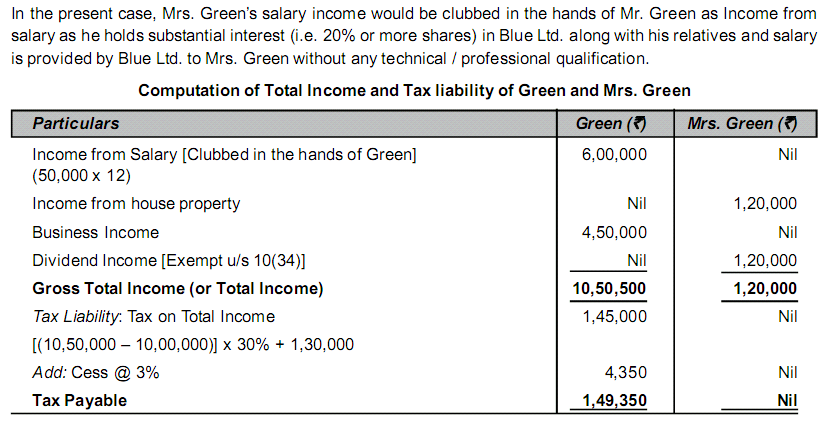 In the present case, Mrs. Green's salary income would be clubbed in the hands of Mr. Green as Income from
salary as he holds substantial interest (i.e. 20% or more shares) in Blue Ltd. along with his relatives and salary
is provided by Blue Ltd. to Mrs. Green without any technical / professional qualification.
Computation of Total Income and Tax liability of Green and Mrs. Green
Particulars Green (₹) Mrs. Green (₹)
Income from Salary [Clubbed in the hands of Green] 6,00,000 Nil
(50,000 x 12)
Income from house property Nil 1,20,000
Business Income 4,50,000 Nil
Dividend Income [Exempt u/s 10(34)] Nil 1,20,000
Gross Total Income (or Total Income) 10,50,500 1,20,000
Tax Liability: Tax on Total Income 1,45,000 Nil
[(10,50,000 – 10,00,000)] x 30% + 1,30,000
Add: Cess @ 3% 4,350 Nil
Tax Payable 1,49,350 Nil